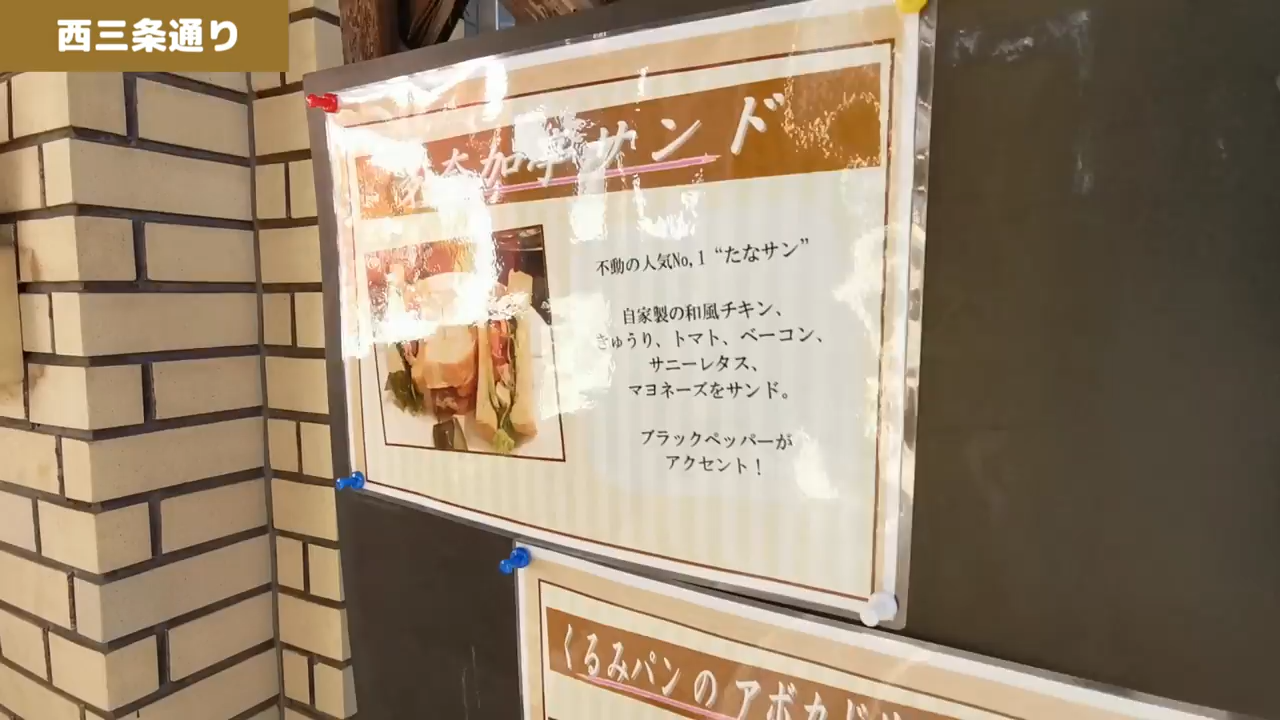 西三条通り
加 サンド
不動の人気No,1 “たなサン”
自家製の和風チキン、
きゅうり、トマト、ベーコン、
サニーレタス、
マヨネーズをサンド。
ブラックペッパーが
アクセント！
くるみパンのアボカド